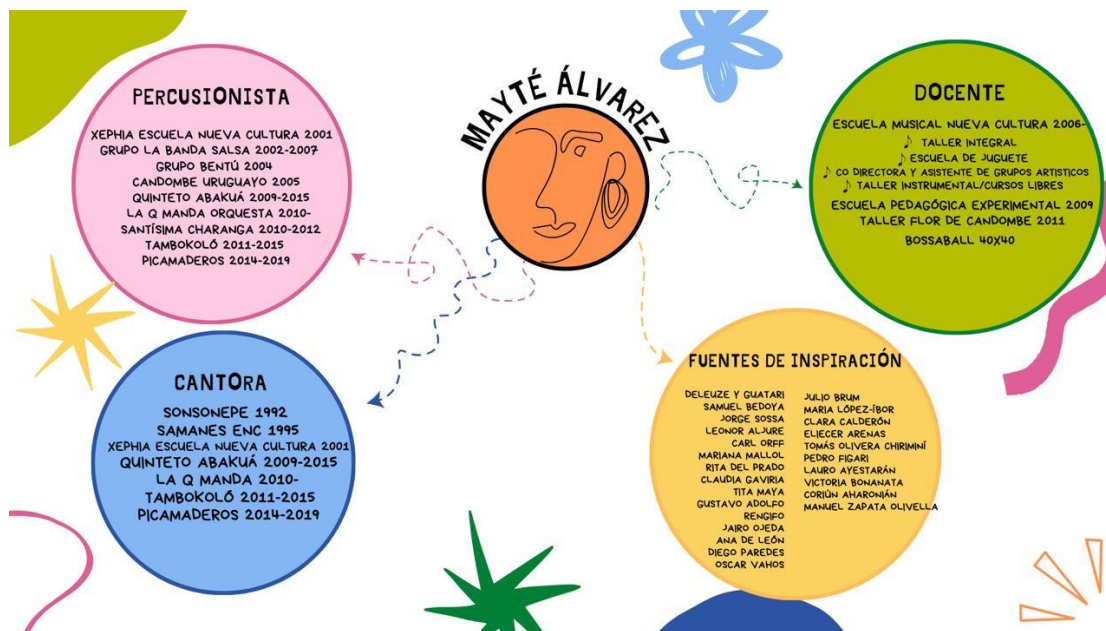 MAYTÉ ÁLVAREZ
PERCUSIONISTA
XEPHIA ESCUELA NUEVA CULTURA 2001
GRUPO LA BANDA SALSA 2002-2007
GRUPO BENTÚ 2004
CANDOMBE URUGUAYO 2005
QUINTETO ABAKUÁ 2009-2015
LA Q MANDA ORQUESTA 2010-
SANTÍSIMA CHARANGA 2010-2012
TAMBOKOLÓ 2011-2015
PICAMADEROS 2014-2019
DOCENTE
ESCUELA MUSICAL NUEVA CULTURA 2006-
♪ TALLER INTEGRAL
♪ ESCUELA DE JUGUETE
♪ CO DIRECTORA Y ASISTENTE DE GRUPOS ARTISTICOS
♪ TALLER INSTRUMENTAL/CURSOS LIBRES
ESCUELA PEDAGÓGICA EXPERIMENTAL 2009
TALLER FLOR DE CANDOMBE 2011
BOSSABALL 40X40
CANTORA
SONSONEPE 1992
SAMANES ENC 1995
XEPHIA ESCUELA NUEVA CULTURA 2001
QUINTETO ABAKUÁ 2009-2015
LA Q MANDA 2010-
TAMBOKOLÓ 2011-2015
PICAMADEROS 2014-2019
FUENTES DE INSPIRACIÓN
DELEUZE Y GUATARI
SAMUEL BEDOYA
JORGE SOSSA
LEONOR ALJURE
CARL ORFF
MARIANA MALLOL
RITA DEL PRADO
CLAUDIA GAVIRIA
TITA MAYA
GUSTAVO ADOLFO
RENGIFO
JAIRO OJEDA
ANA DE LEÓN
DIEGO PAREDES
OSCAR VAHOS
JULIO BRUM
MARIA LÓPEZ-ÍBOR
CLARA CALDERÓN
ELIECER ARENAS
TOMÁS OLIVERA CHIRIMINÍ
PEDRO FIGARI
LAURO AYESTARÁN
VICTORIA BONANATA
CORIÚN AHARONIÁN
MANUEL ZAPATA OLIVELLA